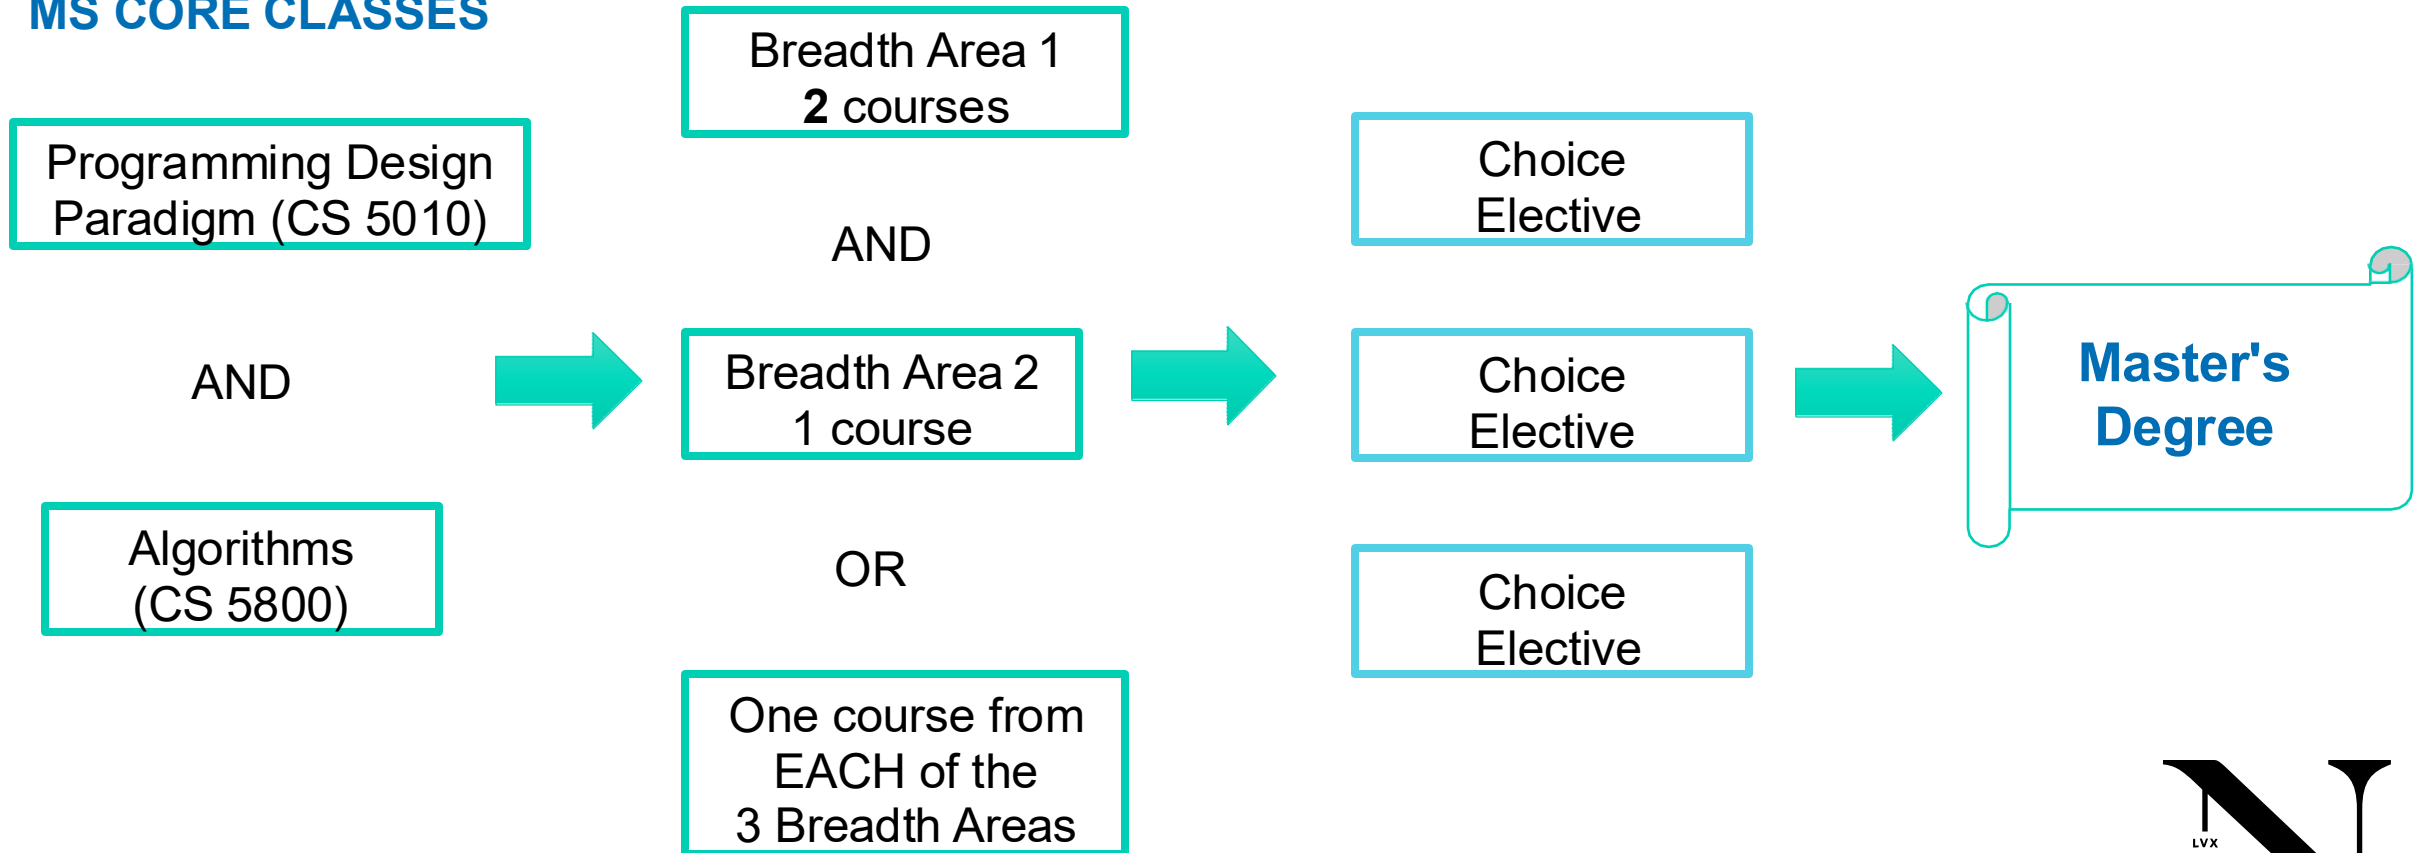 MS CORE CLASSES
Programming Design
Paradigm (CS 5010)
AND
Algorithms
(CS 5800)
Breadth Area 1
2 courses
AND
Breadth Area 2
1 course
OR
One course from
EACH of the
3 Breadth Areas
Choice
Elective
Choice
Elective
Choice
Elective
Master's
Degree
N
LVX